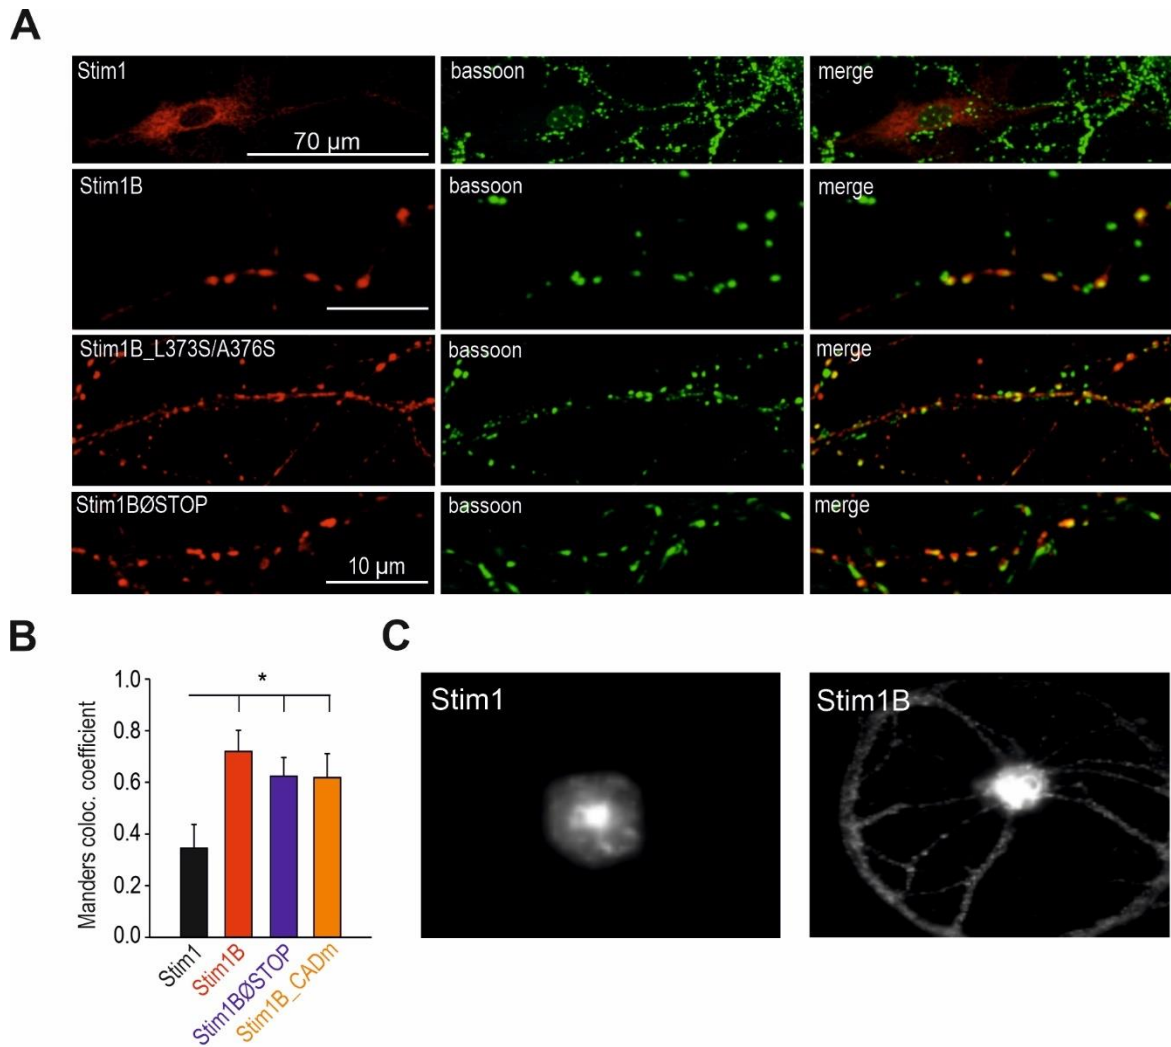 A
Stim1 bassoon merge
70 µm
Stim1B bassoon merge
Stim1B_L373S/A376S bassoon merge
Stim1BØSTOP bassoon merge
10 µm
B
Manders coloc. coefficient
1.0
0.8
0.6
0.4
0.2
0.0
*
Stim1
Stim1B
Stim1BØSTOP
Stim1B_CADm
C
Stim1
Stim1B